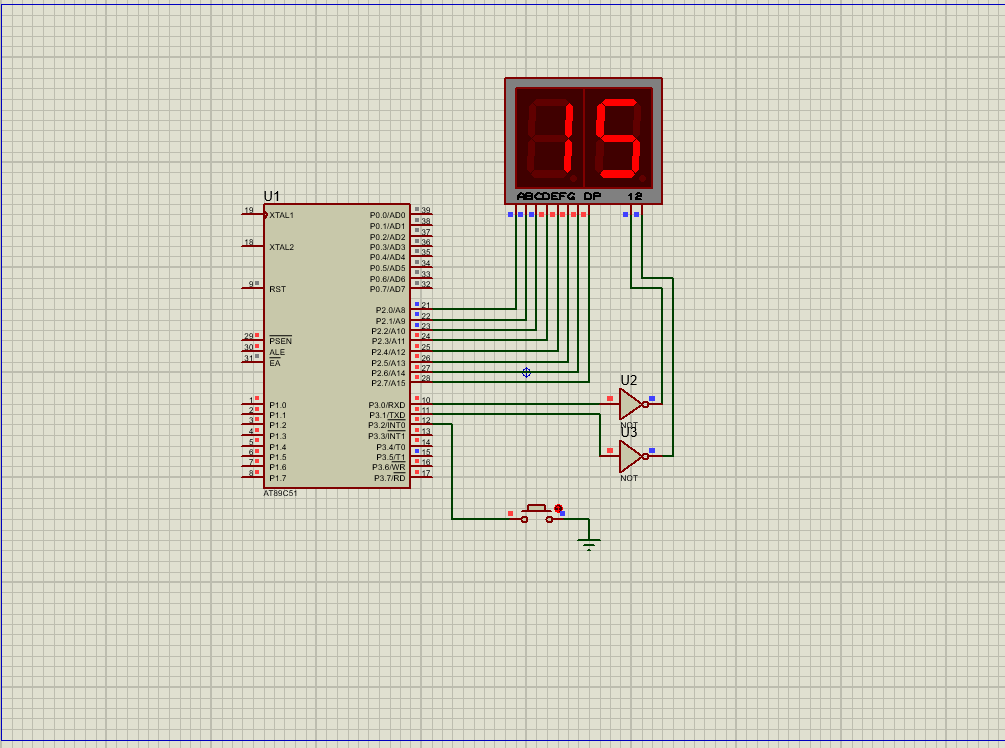 15
ABCDEFG DP 12
U1
19 XTAL1
18 XTAL2
9 RST
29 PSEN
30 ALE
31 EA
1 P1.0
2 P1.1
3 P1.2
4 P1.3
5 P1.4
6 P1.5
7 P1.6
8 P1.7
P0.0/AD0 39
P0.1/AD1 38
P0.2/AD2 37
P0.3/AD3 36
P0.4/AD4 35
P0.5/AD5 34
P0.6/AD6 33
P0.7/AD7 32
P2.0/A8 21
P2.1/A9 22
P2.2/A10 23
P2.3/A11 24
P2.4/A12 25
P2.5/A13 26
P2.6/A14 27
P2.7/A15 28
P3.0/RXD 10
P3.1/TXD 11
P3.2/INT0 12
P3.3/INT1 13
P3.4/T0 14
P3.5/T1 15
P3.6/WR 16
P3.7/RD 17
AT89C51
U2
NOT
U3
NOT